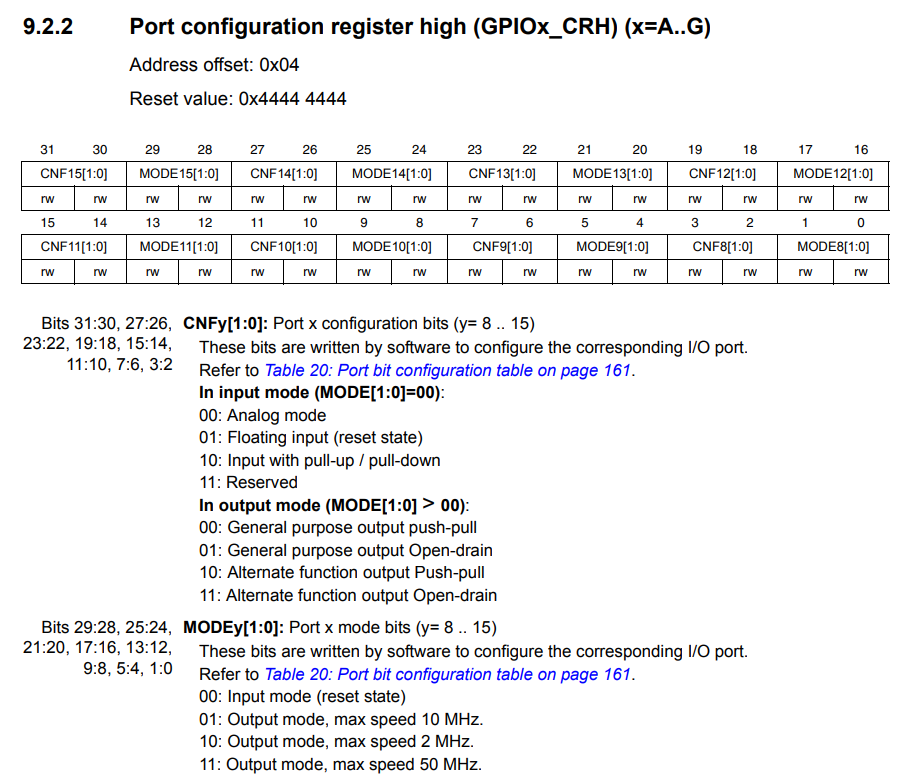 9.2.2 Port configuration register high (GPIOx_CRH) (x=A..G)
Address offset: 0x04
Reset value: 0x4444 4444
31 30 29 28 27 26 25 24 23 22 21 20 19 18 17 16
CNF15[1:0] MODE15[1:0] CNF14[1:0] MODE14[1:0] CNF13[1:0] MODE13[1:0] CNF12[1:0] MODE12[1:0]
rw rw rw rw rw rw rw rw rw rw rw rw rw rw rw rw
15 14 13 12 11 10 9 8 7 6 5 4 3 2 1 0
CNF11[1:0] MODE11[1:0] CNF10[1:0] MODE10[1:0] CNF9[1:0] MODE9[1:0] CNF8[1:0] MODE8[1:0]
rw rw rw rw rw rw rw rw rw rw rw rw rw rw rw rw
Bits 31:30, 27:26, CNFy[1:0]: Port x configuration bits (y= 8 .. 15)
23:22, 19:18, 15:14, These bits are written by software to configure the corresponding I/O port.
11:10, 7:6, 3:2 Refer to Table 20: Port bit configuration table on page 161.
In input mode (MODE[1:0]=00):
00: Analog mode
01: Floating input (reset state)
10: Input with pull-up / pull-down
11: Reserved
In output mode (MODE[1:0] > 00):
00: General purpose output push-pull
01: General purpose output Open-drain
10: Alternate function output Push-pull
11: Alternate function output Open-drain
Bits 29:28, 25:24, MODEy[1:0]: Port x mode bits (y= 8 .. 15)
21:20, 17:16, 13:12, These bits are written by software to configure the corresponding I/O port.
9:8, 5:4, 1:0 Refer to Table 20: Port bit configuration table on page 161.
00: Input mode (reset state)
01: Output mode, max speed 10 MHz.
10: Output mode, max speed 2 MHz.
11: Output mode, max speed 50 MHz.